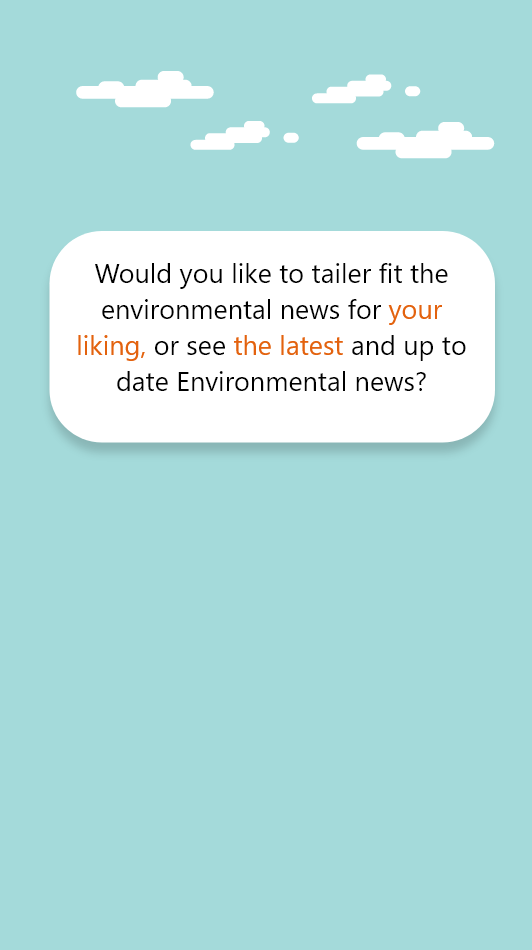 Would you like to tailer fit the
environmental news for your
liking, or see the latest and up to
date Environmental news?